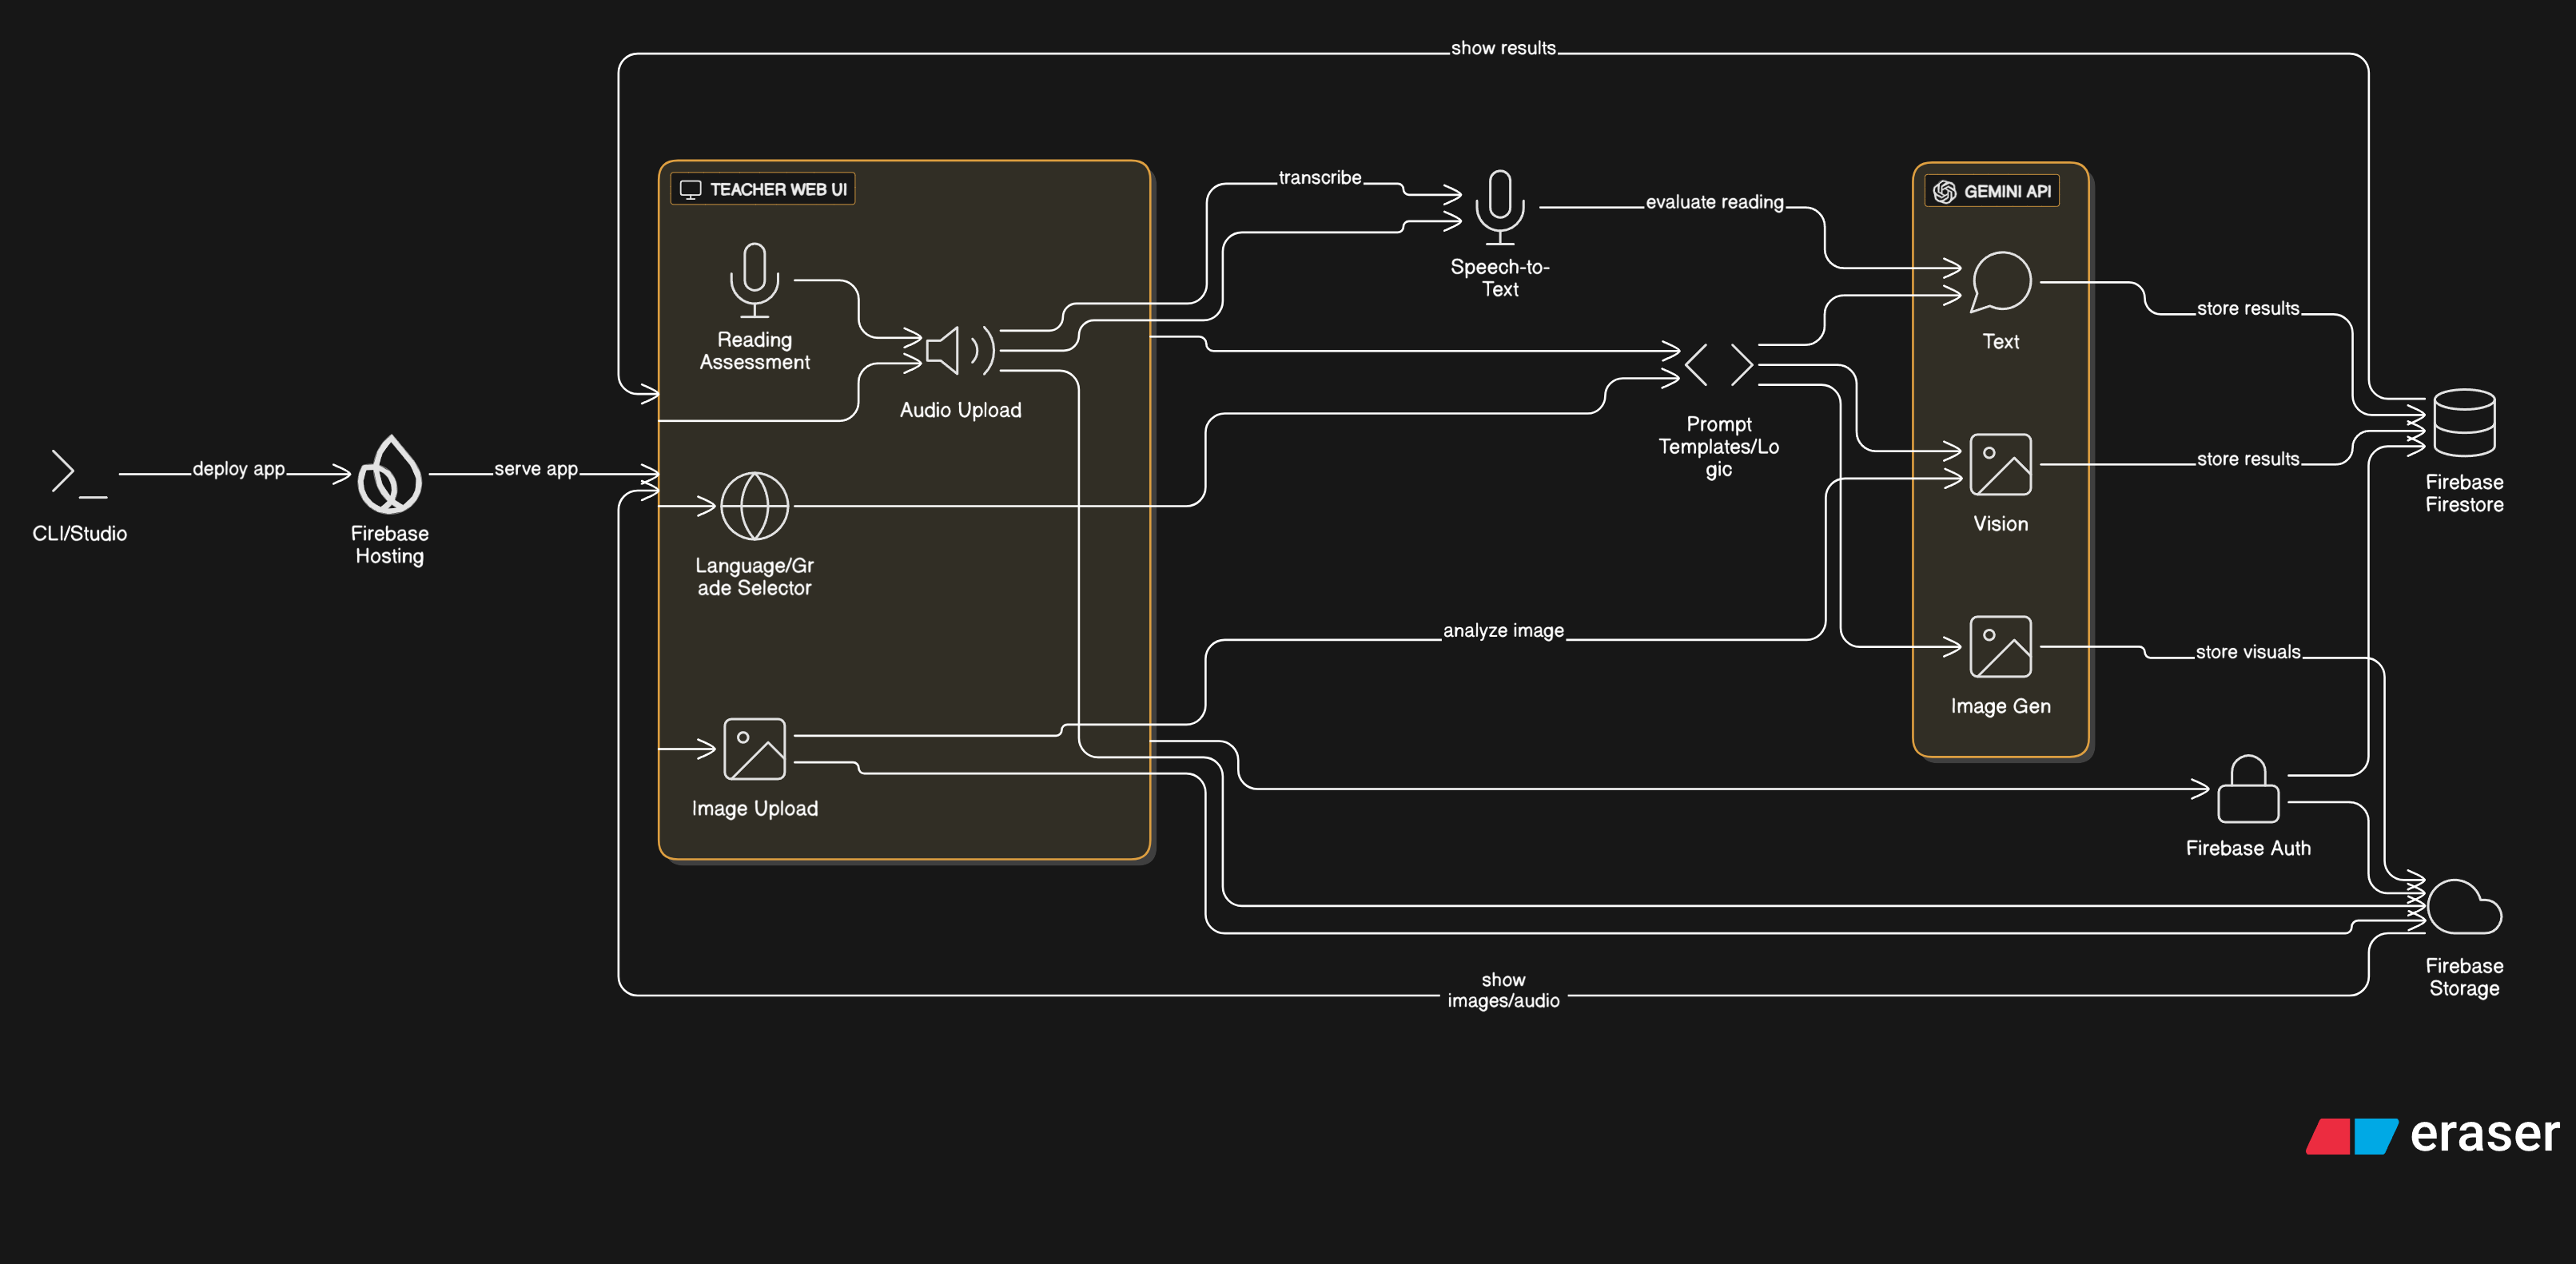 show results
TEACHER WEB UI
transcribe
evaluate reading
GEMINI API
Speech-to-
Text
Reading
Assessment
Audio Upload
Text
store results
Prompt
Templates/Lo
gic
deploy app
serve app
store results
CLI/Studio
Firebase
Hosting
Vision
Firebase
Firestore
Language/Gr
ade Selector
analyze image
store visuals
Image Gen
Image Upload
Firebase Auth
show
images/audio
Firebase
Storage
eraser